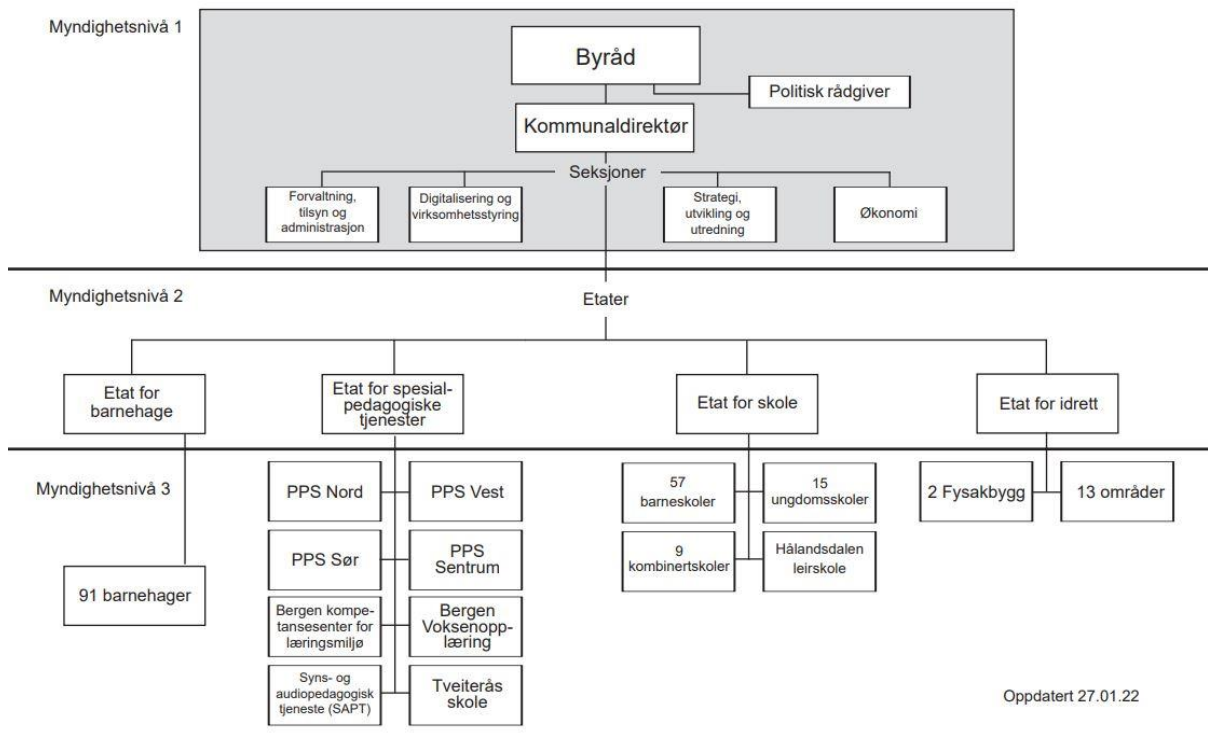 Myndighetsnivå 1
Byråd
Politisk rådgiver
Kommunaldirektør
Seksjoner
Forvaltning,
tilsyn og
administrasjon
Digitalisering og
virksomhetsstyring
Strategi,
utvikling og
utredning
Økonomi
Myndighetsnivå 2
Etater
Etat for
barnehage
Etat for spesial-
pedagogiske
tjenester
Etat for skole
Etat for idrett
Myndighetsnivå 3
91 barnehager
PPS Nord
PPS Vest
PPS Sør
PPS
Sentrum
Bergen kompe-
tansesenter for
læringsmiljø
Bergen
Voksenopp-
læring
Syns- og
audiopedagogisk
tjeneste (SAPT)
Tveiterås
skole
57
barneskoler
15
ungdomsskoler
9
kombinertskoler
Hålandsdalen
leirskole
2 Fysakbygg
13 områder
Oppdatert 27.01.22